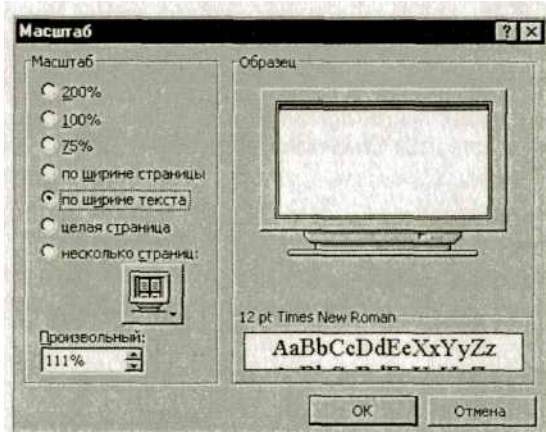 Масштаб
Масштаб
200%
100%
75%
по ширине страницы
по ширине текста
целая страница
несколько страниц:
Произвольный:
111%
Образец
12 pt Times New Roman
AaBbCcDdEeXxYyZz
ОК
Отмена